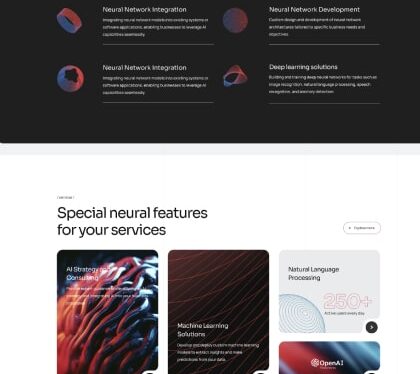 Neural Network Integration
Integrating neural network models into existing systems or
software applications, enabling businesses to leverage AI
capabilities seamlessly.
Neural Network Development
Custom design and development of neural network
architectures tailored to specific business needs and
objectives.
Neural Network Integration
Integrating neural network models into existing systems or
software applications, enabling businesses to leverage AI
capabilities seamlessly.
Deep learning solutions
Building and training deep neural networks for tasks such as
image recognition, natural language processing, speech
recognition, and anomaly detection.
Special neural features
for your services
AI Strategy
Consulting
Machine Learning
Solutions
Develop and deploy custom machine learning
models to extract insights and make
predictions from your data.
Natural Language
Processing
250+
Active users every day
OpenAI